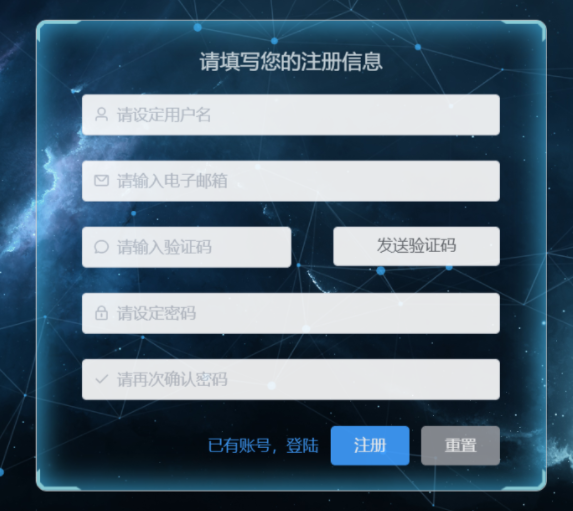 请填写您的注册信息
请设定用户名
请输入电子邮箱
请输入验证码 发送验证码
请设定密码
请再次确认密码
已有账号，登陆 注册 重置